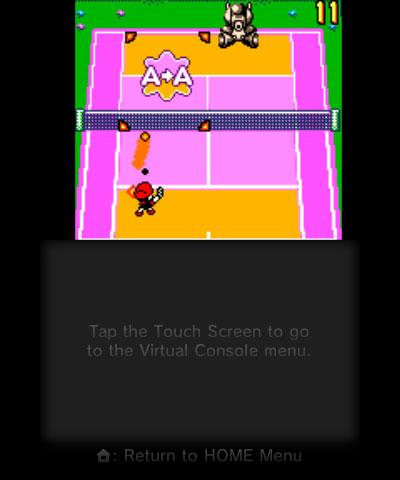 11
A→A
Tap the Touch Screen to go
to the Virtual Console menu.
: Return to HOME Menu